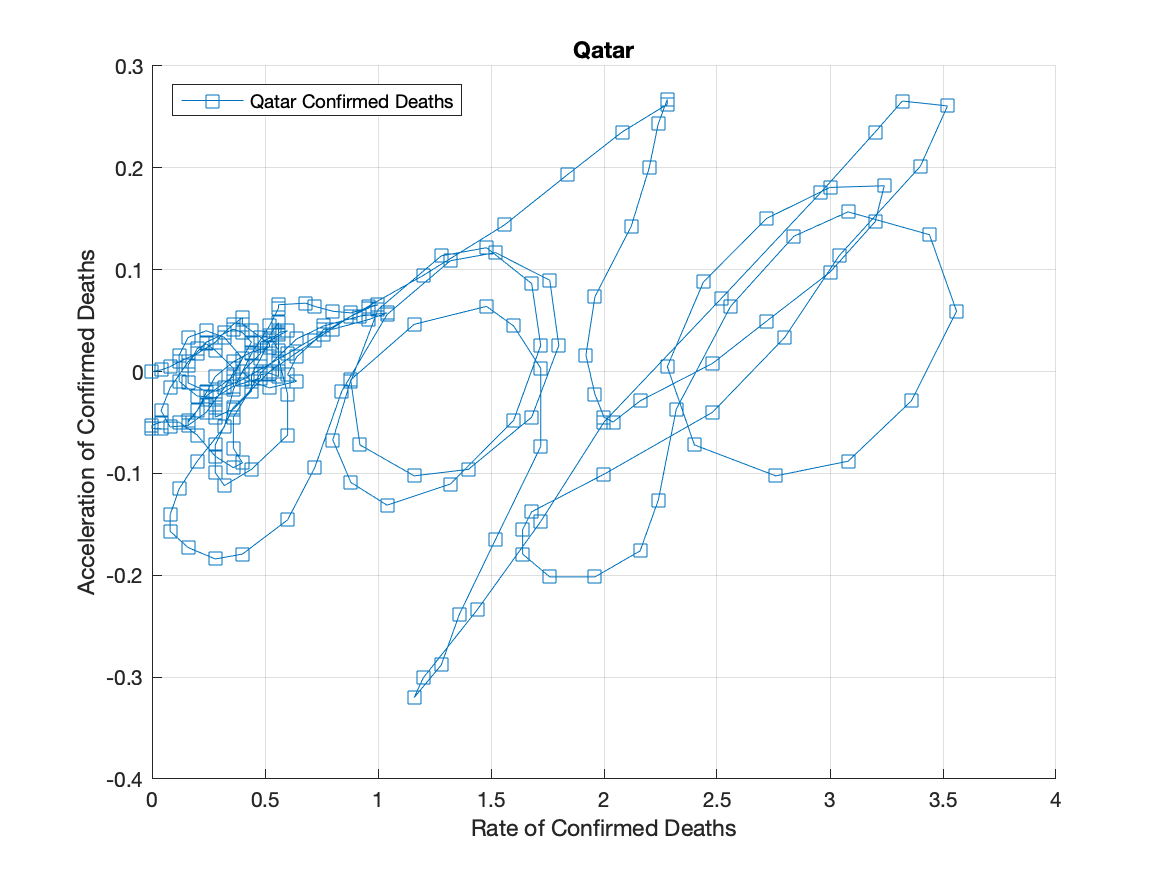 Qatar
Qatar Confirmed Deaths
Acceleration of Confirmed Deaths
0.3
0.2
0.1
0
-0.1
-0.2
-0.3
-0.4
0 0.5 1 1.5 2 2.5 3 3.5 4
Rate of Confirmed Deaths